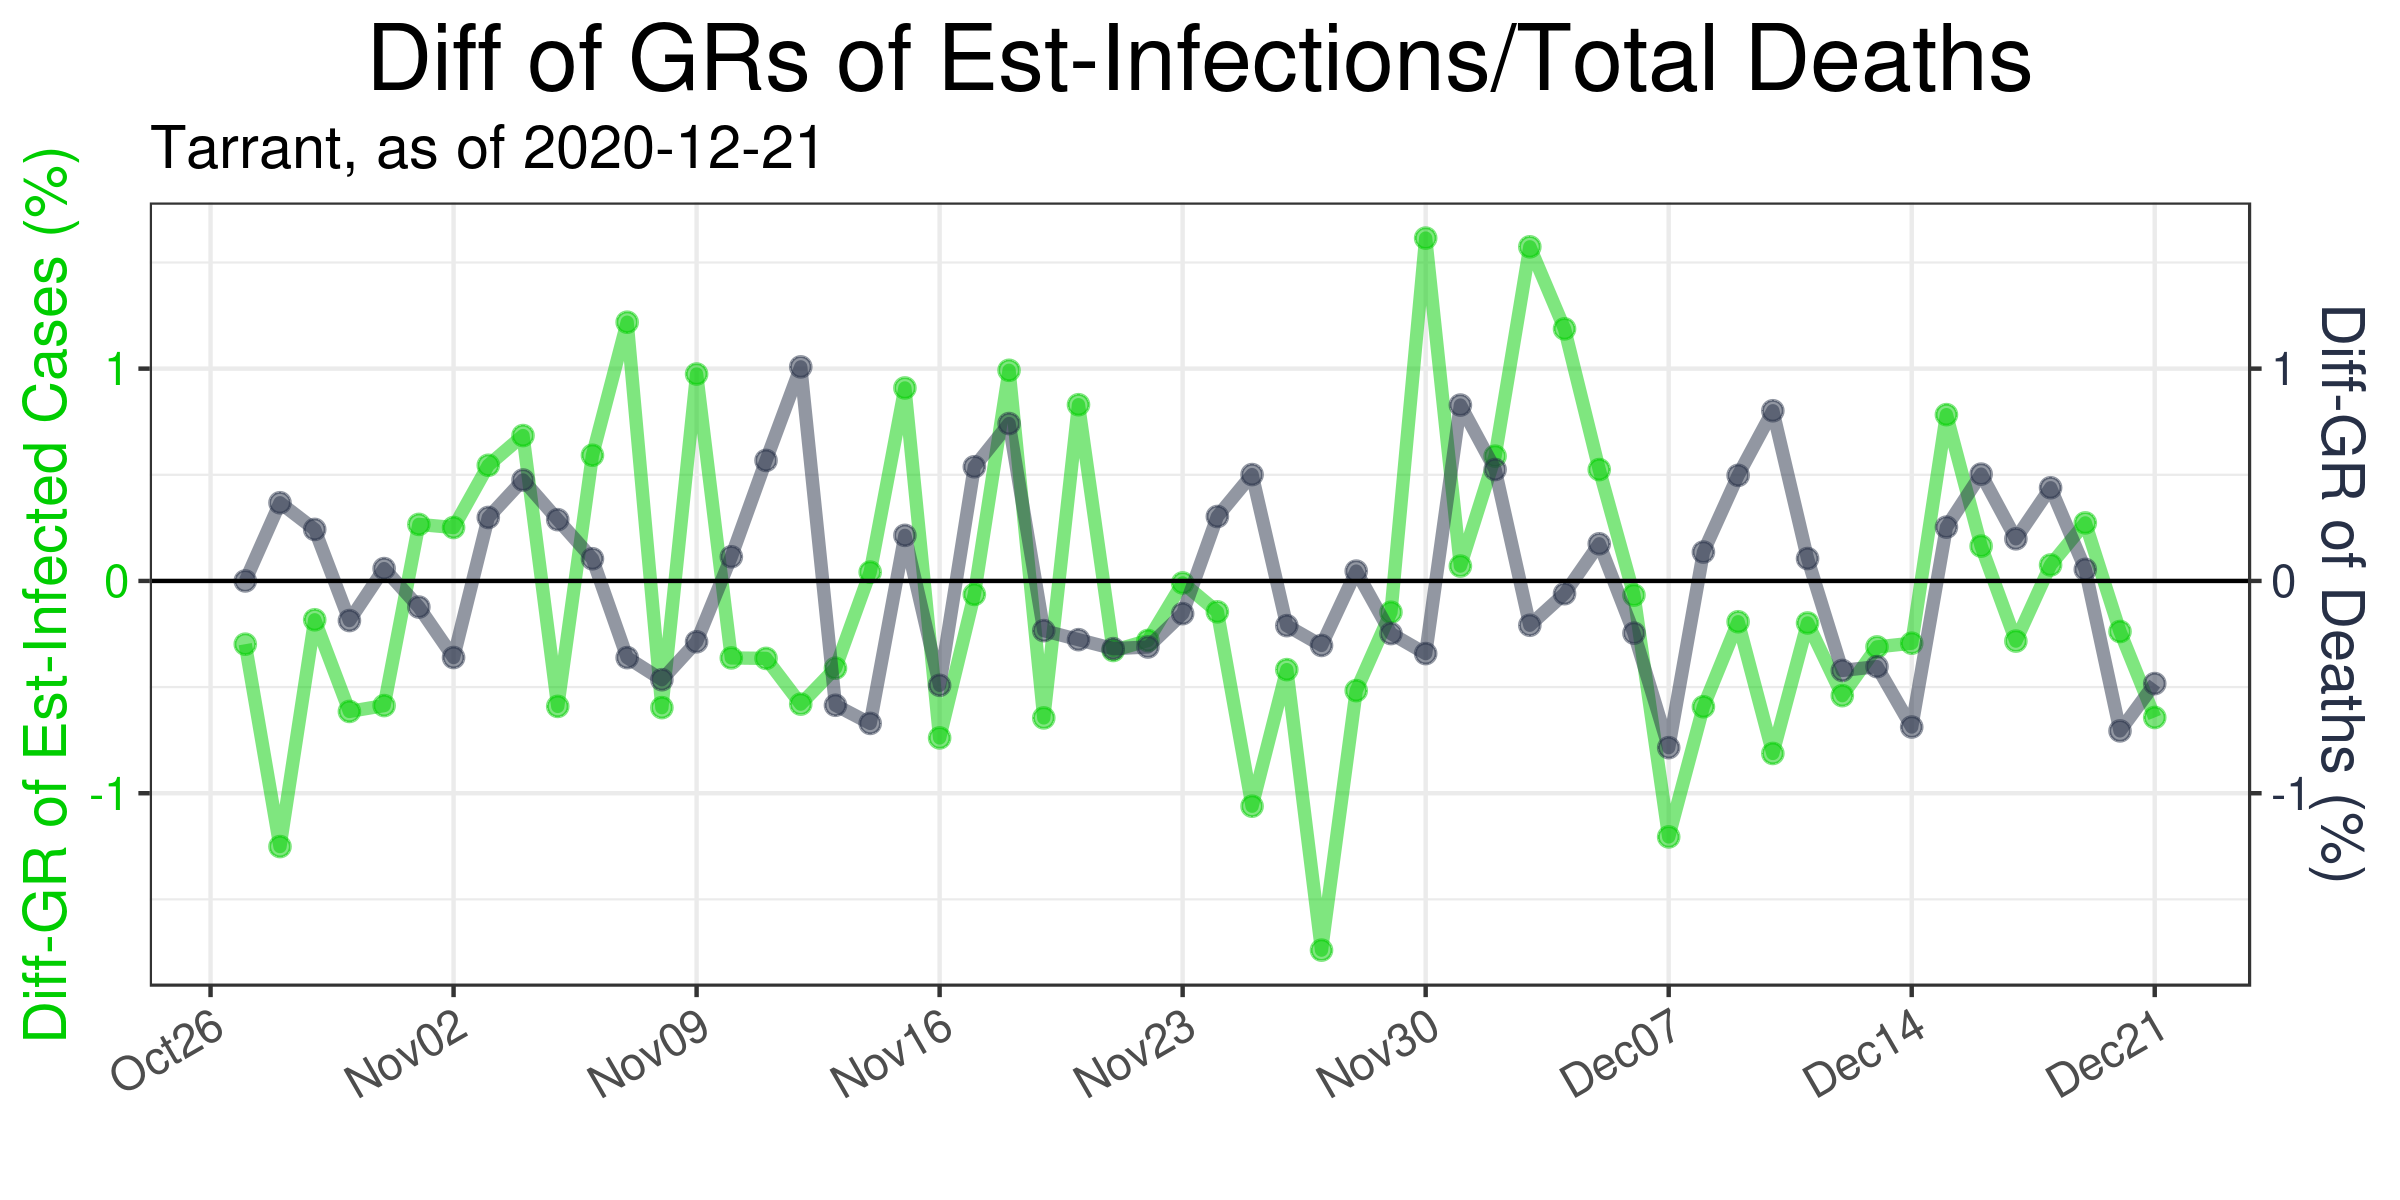 Diff of GRs of Est-Infections/Total Deaths
Tarrant, as of 2020-12-21
Diff-GR of Est-Infected Cases (%)
1
0
-1
1
0
-1
Diff-GR of Deaths (%)
Oct26
Nov02
Nov09
Nov16
Nov23
Nov30
Dec07
Dec14
Dec21